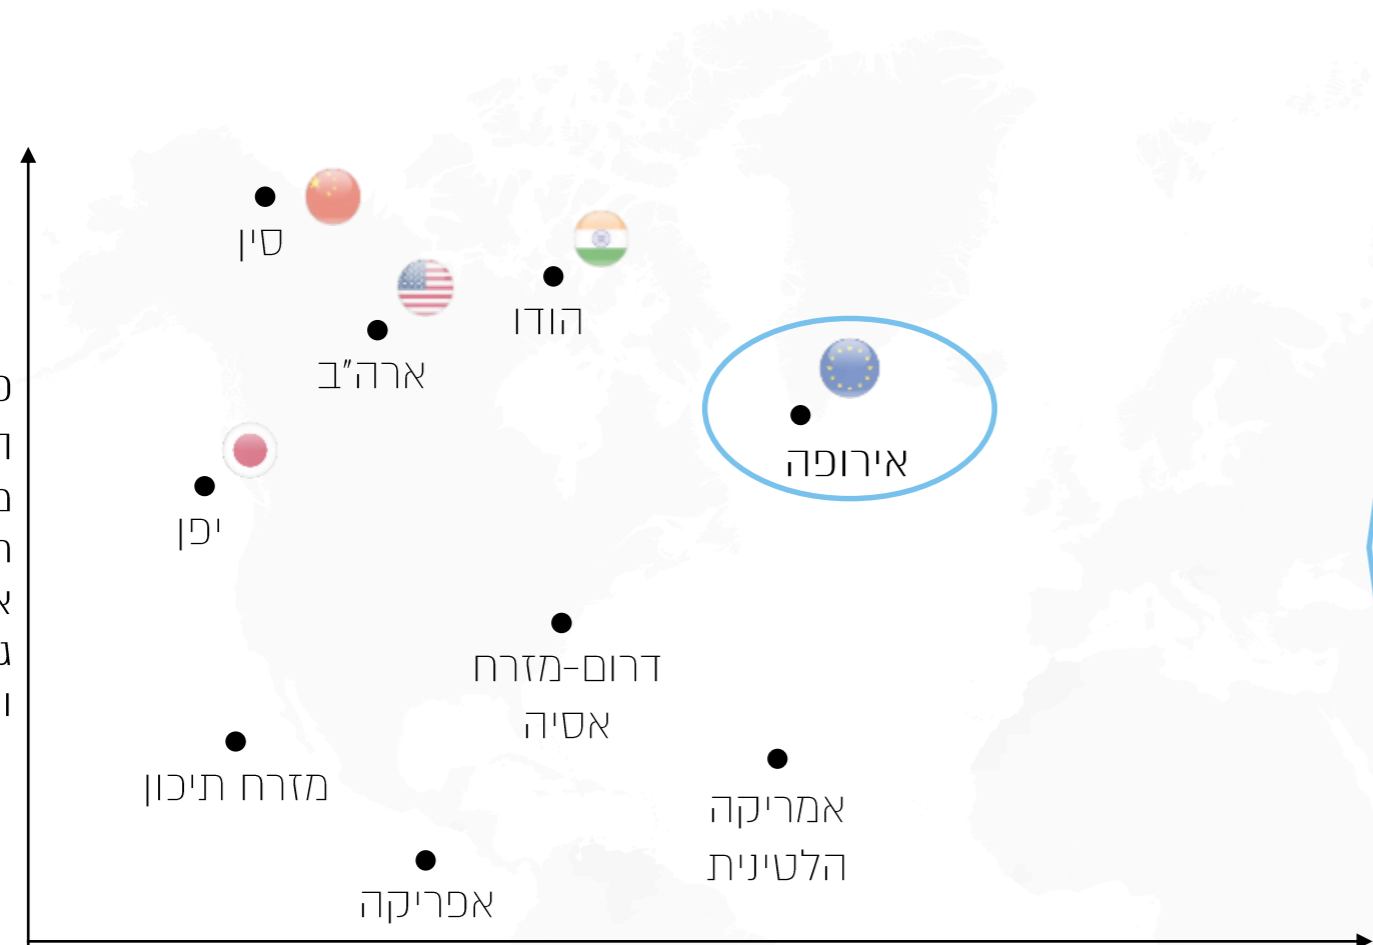 סין
הודו
ארה"ב
אירופה
יפן
דרום-מזרח
אסיה
מזרח תיכון
אמריקה
הלטינית
אפריקה